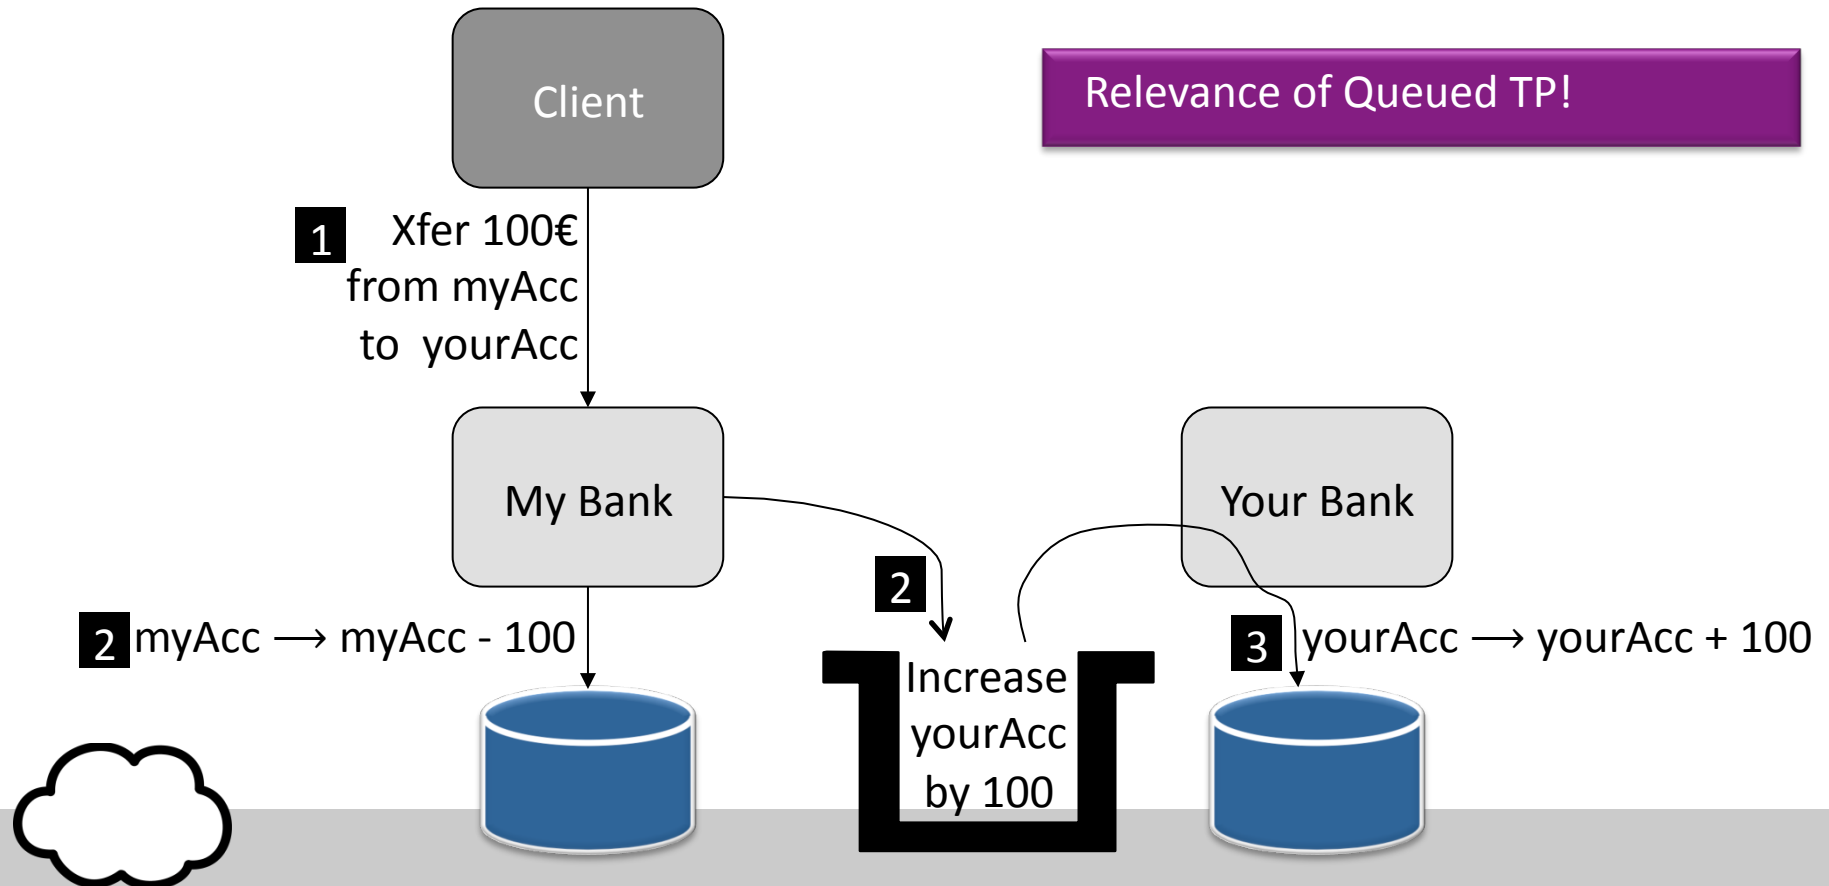 Client
Relevance of Queued TP!
1 Xfer 100€
from myAcc
to yourAcc
My Bank
Your Bank
2
2 myAcc → myAcc - 100
3 yourAcc → yourAcc + 100
Increase
yourAcc
by 100